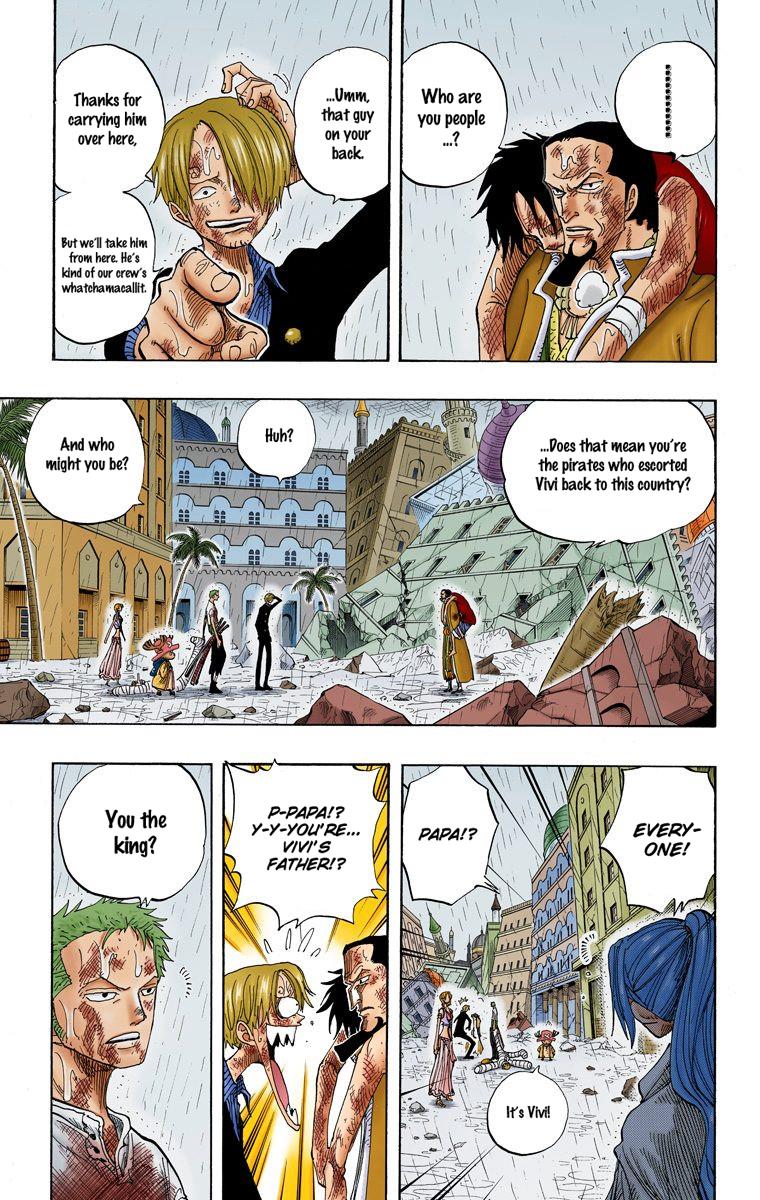 ..............
Who are
you people
...?
...Umm,
that guy
on your
back.
Thanks for
carrying him
over here,
But we'll take him
from here. He's
kind of our crew's
whatchamacallit.
...Does that mean you're
the pirates who escorted
Vivi back to this country?
Huh?
And who
might you be?
EVERY-
ONE!
PAPA!?
It's Vivi!
P-PAPA!?
Y-Y-YOU'RE...
VIVI'S
FATHER!?
You the
king?